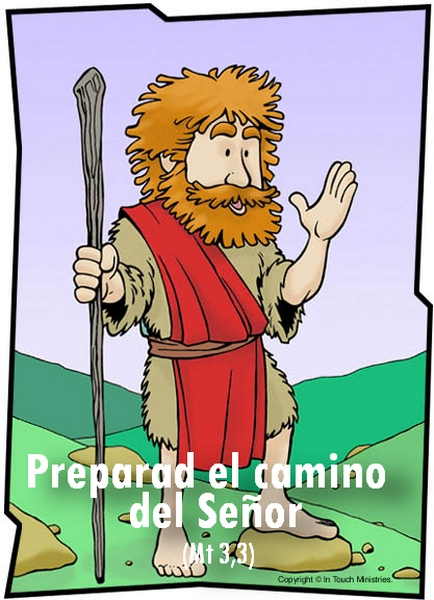 Preparad el camino
del Señor
(Mt 3,3)
Copyright © In Touch Ministries.